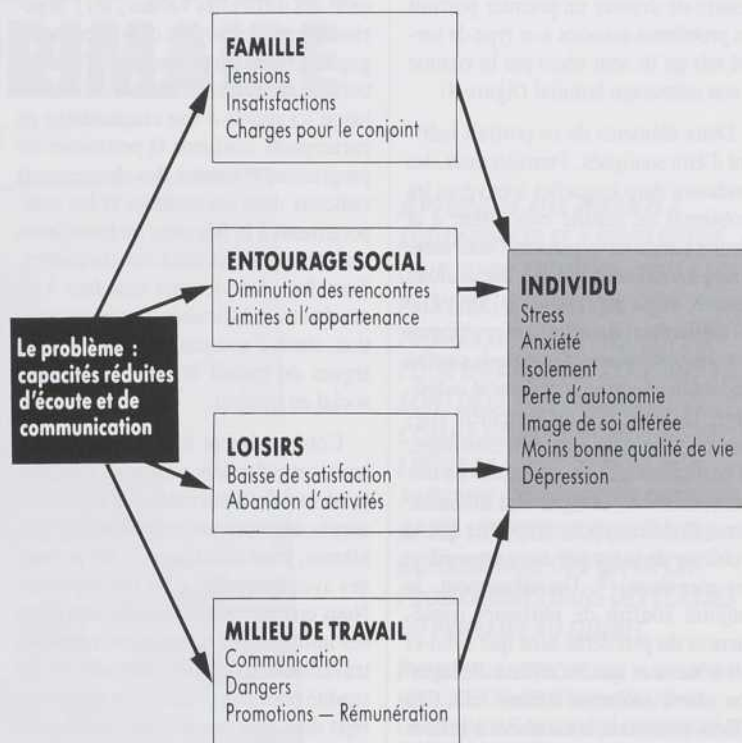 FAMILLE
Tensions
Insatisfactions
Charges pour le conjoint
ENTOURAGE SOCIAL
Diminution des rencontres
Limites à l'appartenance
Le problème :
capacités réduites
d'écoute et de
communication
LOISIRS
Baisse de satisfaction
Abandon d'activités
MILIEU DE TRAVAIL
Communication
Dangers
Promotions — Rémunération
INDIVIDU
Stress
Anxiété
Isolement
Perte d'autonomie
Image de soi altérée
Moins bonne qualité de vie
Dépression